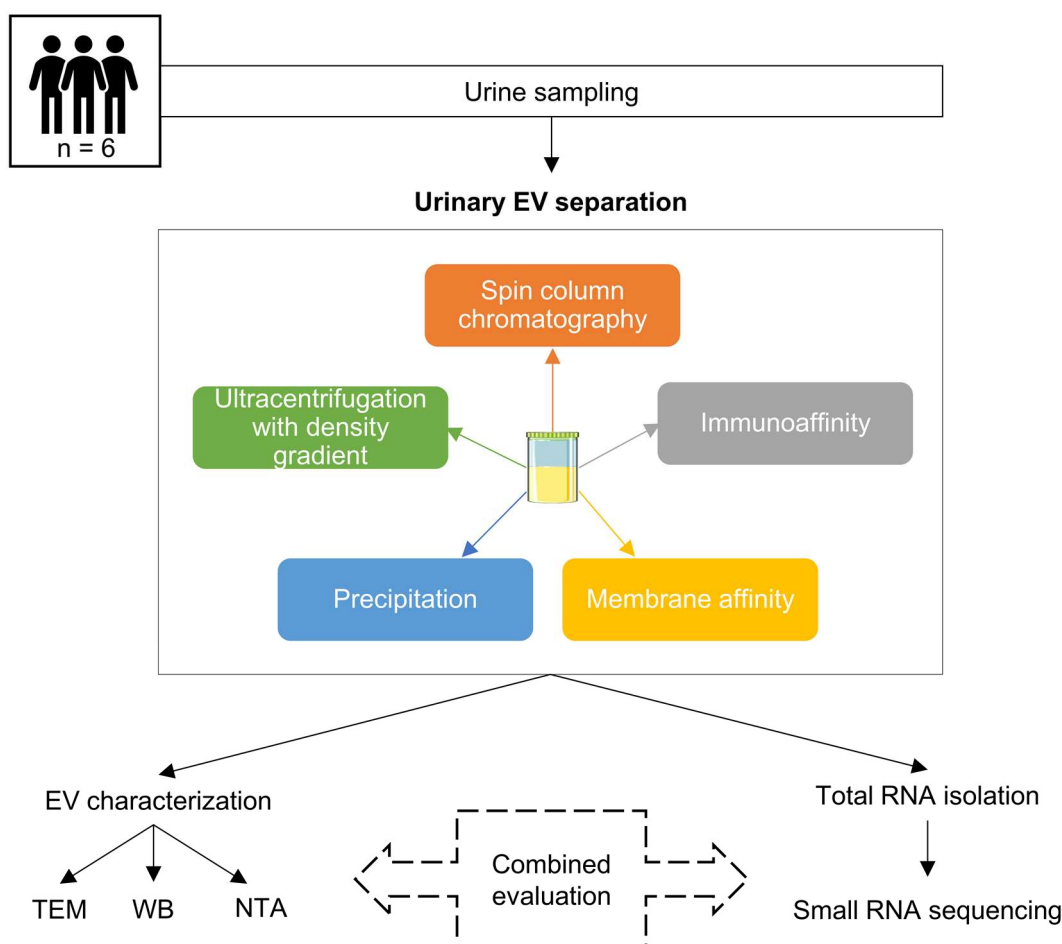 n = 6
Urine sampling
Urinary EV separation
Spin column
chromatography
Ultracentrifugation
with density
gradient
Immunoaffinity
Precipitation
Membrane affinity
EV characterization
Total RNA isolation
Combined
evaluation
TEM
WB
NTA
Small RNA sequencing